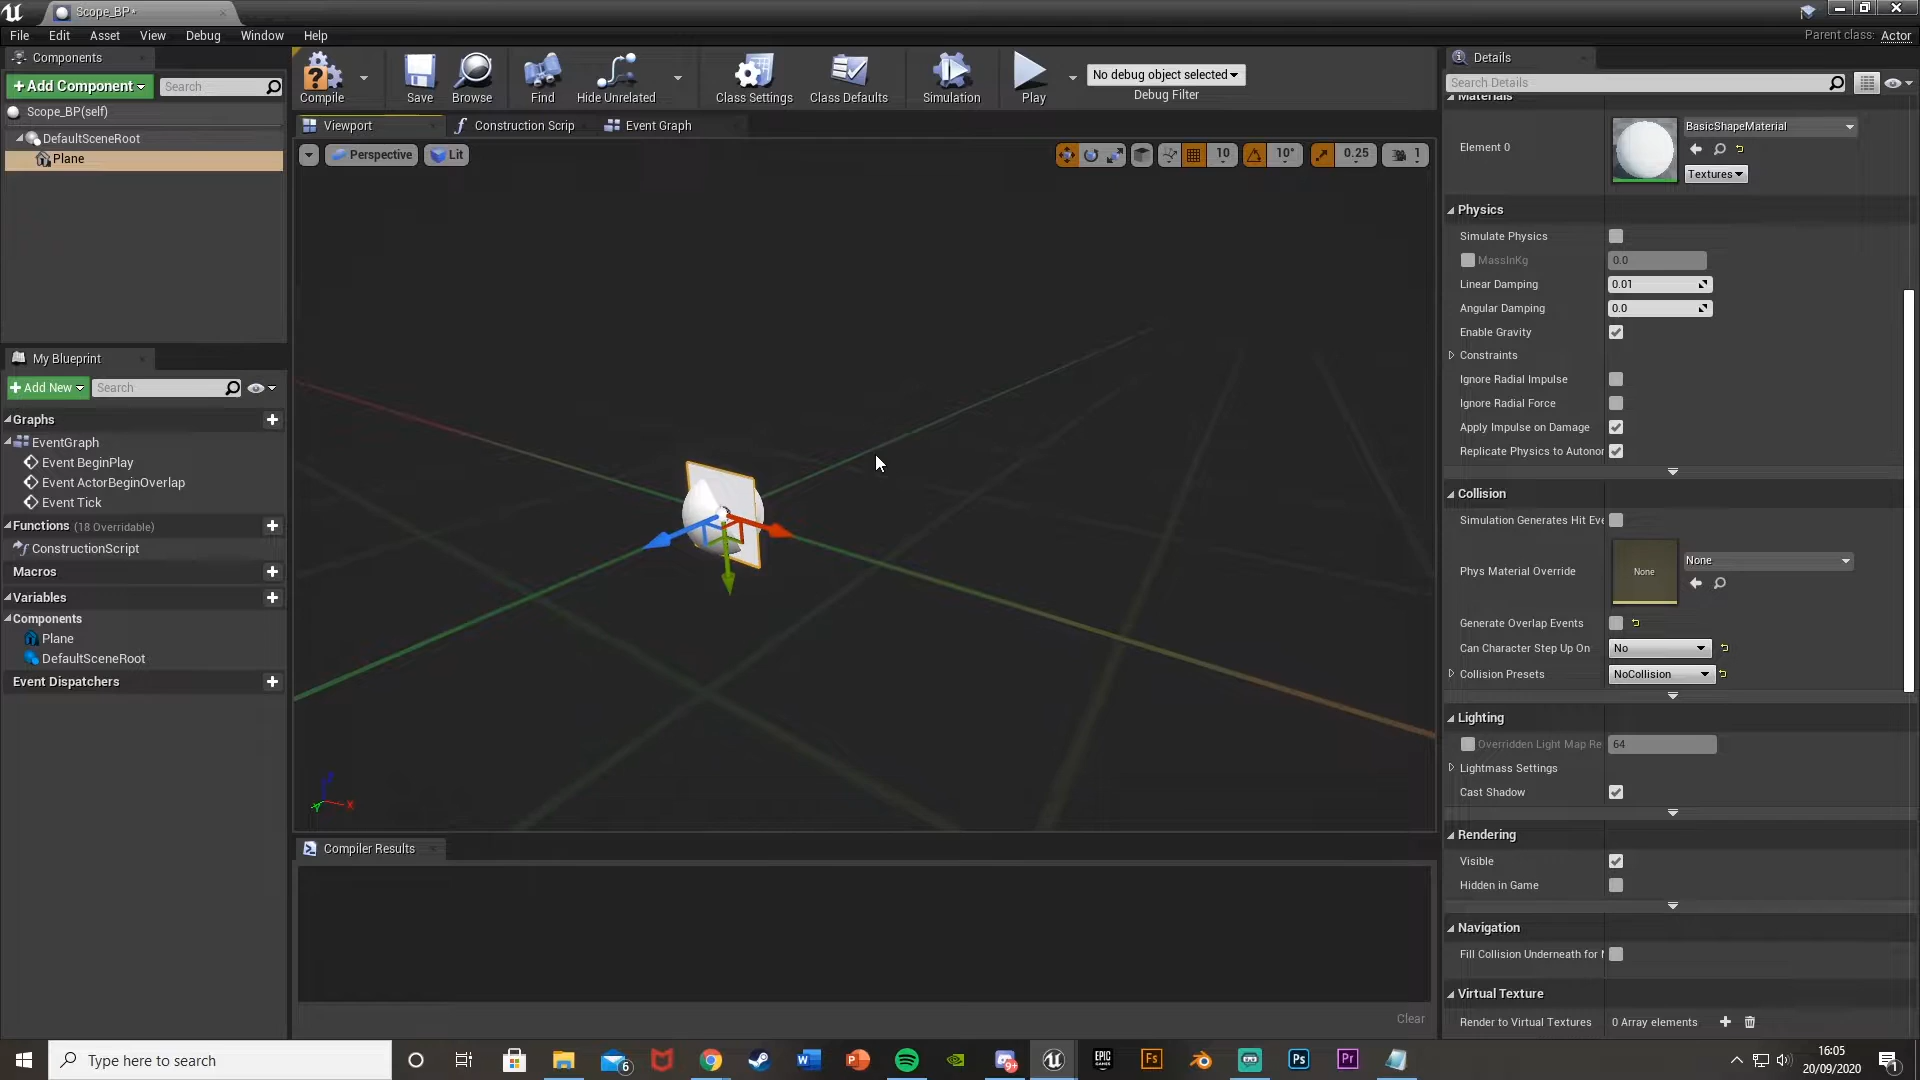 Scope_BP*
File Edit Asset View Debug Window Help
Parent class: Actor
Components
+ Add Component
Search
Scope_BP(self)
DefaultSceneRoot
Plane
My Blueprint
+ Add New
Search
Graphs
EventGraph
Event BeginPlay
Event ActorBeginOverlap
Event Tick
Functions (18 Overridable)
ConstructionScript
Macros
Variables
Components
Plane
DefaultSceneRoot
Event Dispatchers
Compile
Save
Browse
Find
Hide Unrelated
Class Settings
Class Defaults
Simulation
Play
No debug object selected
Debug Filter
Viewport
Construction Scrip
Event Graph
Perspective
Lit
10
10°
0.25
1
Z
Y
X
Compiler Results
Clear
Details
Search Details
Materials
Element 0
BasicShapeMaterial
Textures
Physics
Simulate Physics
MassInKg 0.0
Linear Damping 0.01
Angular Damping 0.0
Enable Gravity
Constraints
Ignore Radial Impulse
Ignore Radial Force
Apply Impulse on Damage
Replicate Physics to Autonor
Collision
Simulation Generates Hit Eve
Phys Material Override
None
None
Generate Overlap Events
Can Character Step Up On No
Collision Presets NoCollision
Lighting
Overridden Light Map Re 64
Lightmass Settings
Cast Shadow
Rendering
Visible
Hidden in Game
Navigation
Fill Collision Underneath for
Virtual Texture
Render to Virtual Textures 0 Array elements
Type here to search
6
9+
EPIC GAMES
Fs
Ps
Pr
16:05
20/09/2020
1